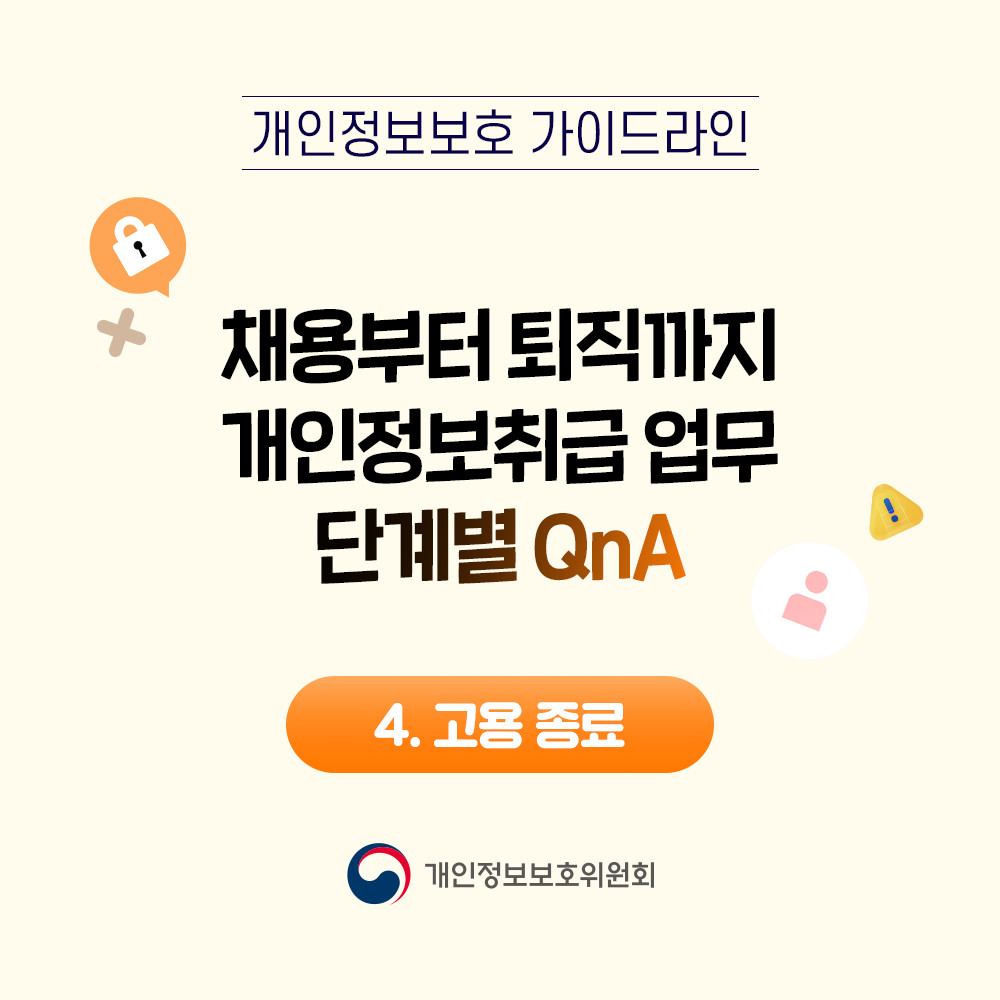 개인정보보호 가이드라인
채용부터 퇴직까지
개인정보취급 업무
단계별 QnA
4. 고용 종료
개인정보보호위원회